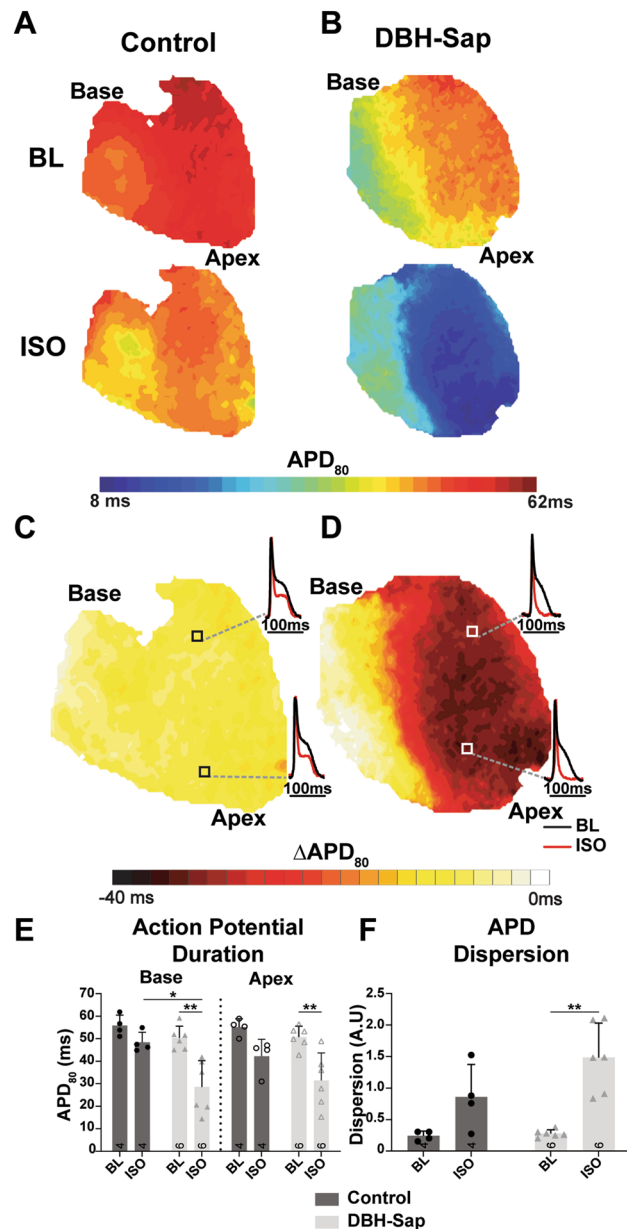 A
B
Control
DBH-Sap
Base
Base
BL
Apex
ISO
APD80
8 ms
62ms
C
D
Base
Base
100ms
100ms
100ms
100ms
Apex
Apex
BL
ISO
ΔAPD80
-40 ms
0ms
E
Action Potential
Duration
F
APD
Dispersion
Base
Apex
*
**
**
**
APD80 (ms)
70
60
50
40
30
20
10
0
4
4
6
6
4
4
6
6
BL
ISO
BL
ISO
BL
ISO
BL
ISO
Dispersion (A.U)
2.5
2.0
1.5
1.0
0.5
0
4
4
6
6
BL
ISO
BL
ISO
Control
DBH-Sap